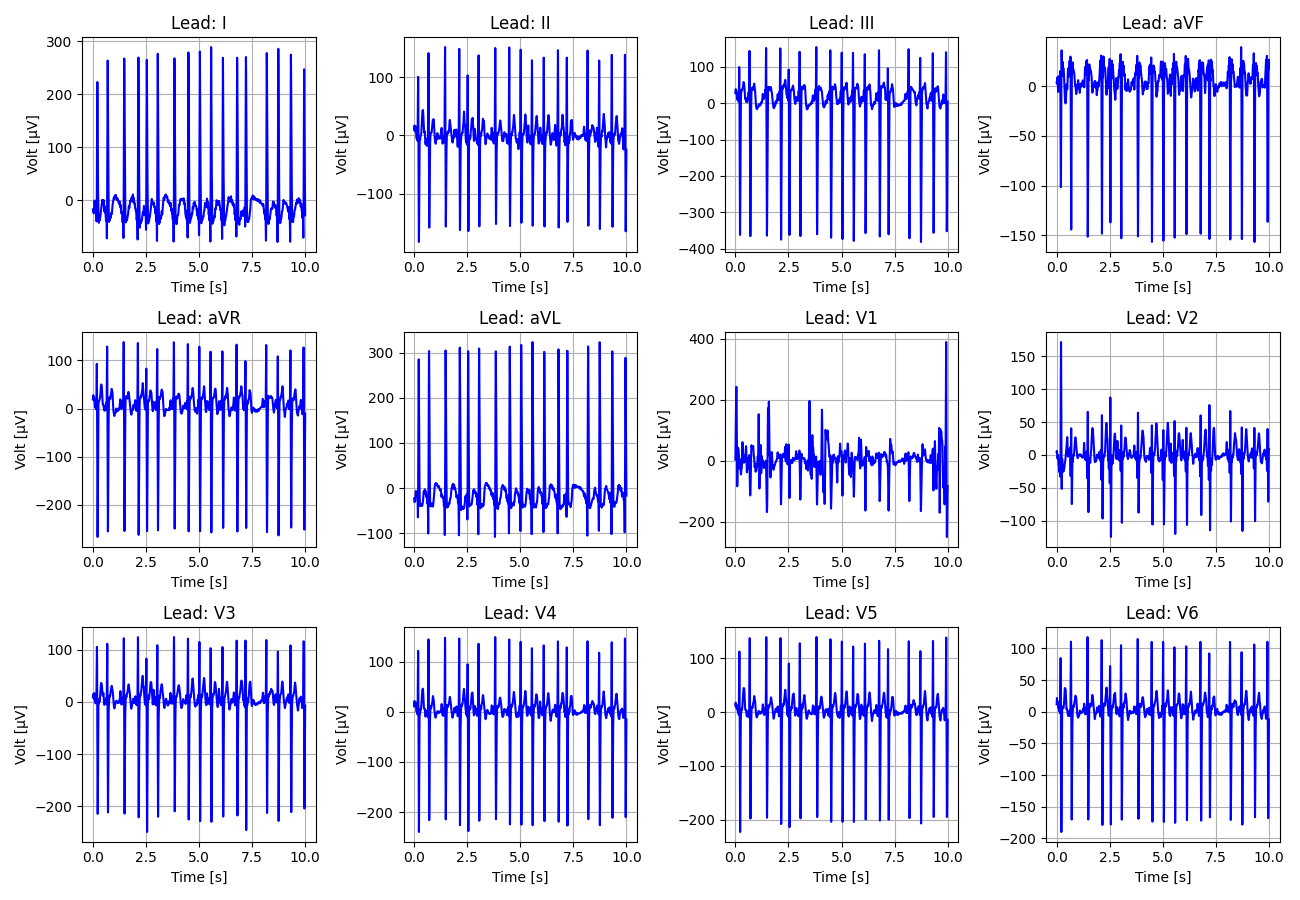 Lead: I
Lead: II
Lead: III
Lead: aVF
300
200
100
0
Volt [µV]
0.0 2.5 5.0 7.5 10.0
Time [s]
100
0
−100
Volt [µV]
0.0 2.5 5.0 7.5 10.0
Time [s]
100
0
−100
−200
−300
−400
Volt [µV]
0.0 2.5 5.0 7.5 10.0
Time [s]
0
−50
−100
−150
Volt [µV]
0.0 2.5 5.0 7.5 10.0
Time [s]
Lead: aVR
Lead: aVL
Lead: V1
Lead: V2
100
0
−100
−200
Volt [µV]
0.0 2.5 5.0 7.5 10.0
Time [s]
300
200
100
0
−100
Volt [µV]
0.0 2.5 5.0 7.5 10.0
Time [s]
400
200
0
−200
Volt [µV]
0.0 2.5 5.0 7.5 10.0
Time [s]
150
100
50
0
−50
−100
Volt [µV]
0.0 2.5 5.0 7.5 10.0
Time [s]
Lead: V3
Lead: V4
Lead: V5
Lead: V6
100
0
−100
−200
Volt [µV]
0.0 2.5 5.0 7.5 10.0
Time [s]
100
0
−100
−200
Volt [µV]
0.0 2.5 5.0 7.5 10.0
Time [s]
100
0
−100
−200
Volt [µV]
0.0 2.5 5.0 7.5 10.0
Time [s]
100
50
0
−50
−100
−150
−200
Volt [µV]
0.0 2.5 5.0 7.5 10.0
Time [s]